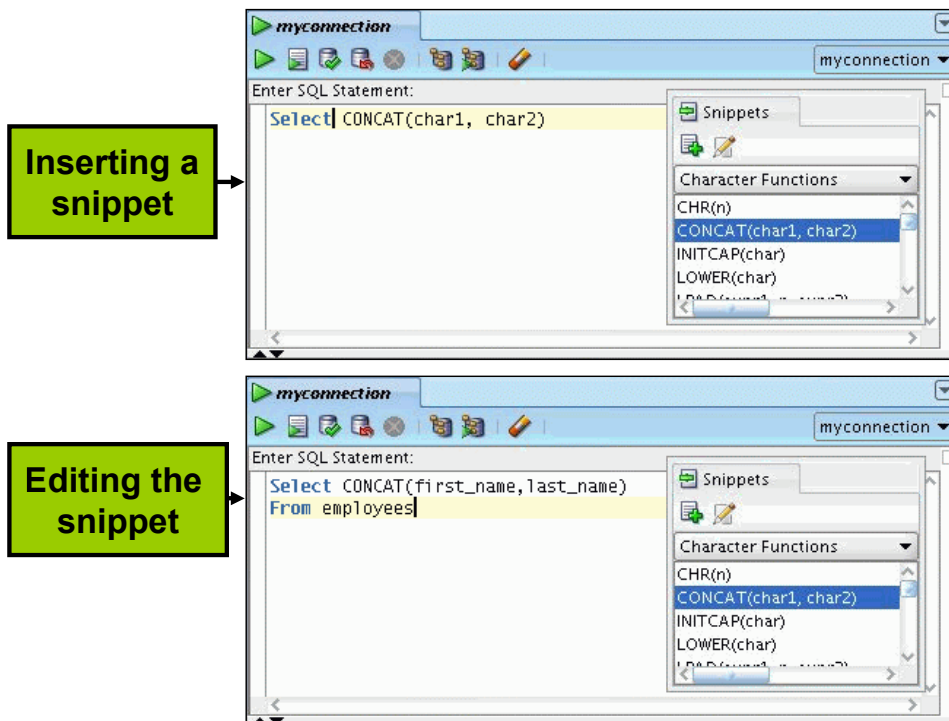 myconnection
myconnection
Enter SQL Statement:
Inserting a
snippet
Select CONCAT(char1, char2)
Snippets
Character Functions
CHR(n)
CONCAT(char1, char2)
INITCAP(char)
LOWER(char)
myconnection
myconnection
Enter SQL Statement:
Editing the
snippet
Select CONCAT(first_name,last_name)
From employees
Snippets
Character Functions
CHR(n)
CONCAT(char1, char2)
INITCAP(char)
LOWER(char)